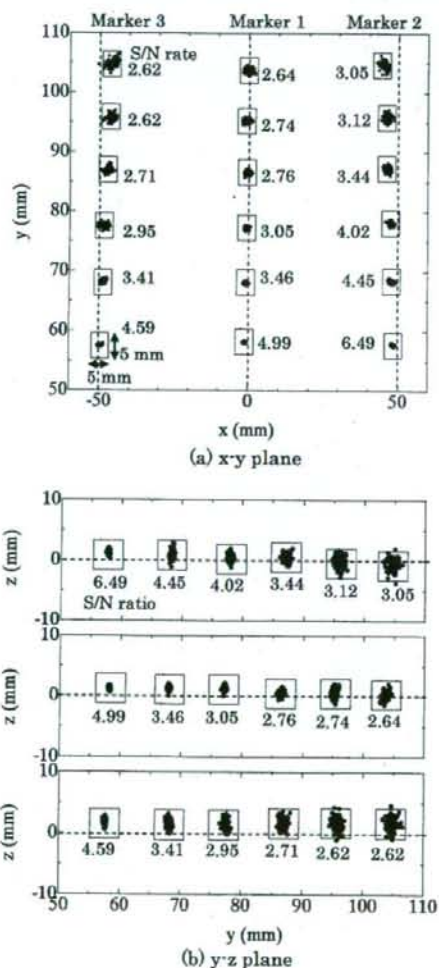 Marker 3 Marker 1 Marker 2
110
S/N rate
2.62 2.64 3.05
100
2.62 2.74 3.12
90
2.71 2.76 3.44
80
2.95 3.05 4.02
70
3.41 3.46 4.45
60
4.59 4.99 6.49
5 mm
5 mm
50
y (mm)
-50 0 50
x (mm)
(a) x-y plane
10
0
-10
z (mm)
6.49 4.45 4.02 3.44 3.12 3.05
S/N ratio
10
0
-10
z (mm)
4.99 3.46 3.05 2.76 2.74 2.64
10
0
-10
z (mm)
4.59 3.41 2.95 2.71 2.62 2.62
50 60 70 80 90 100 110
y (mm)
(b) y-z plane